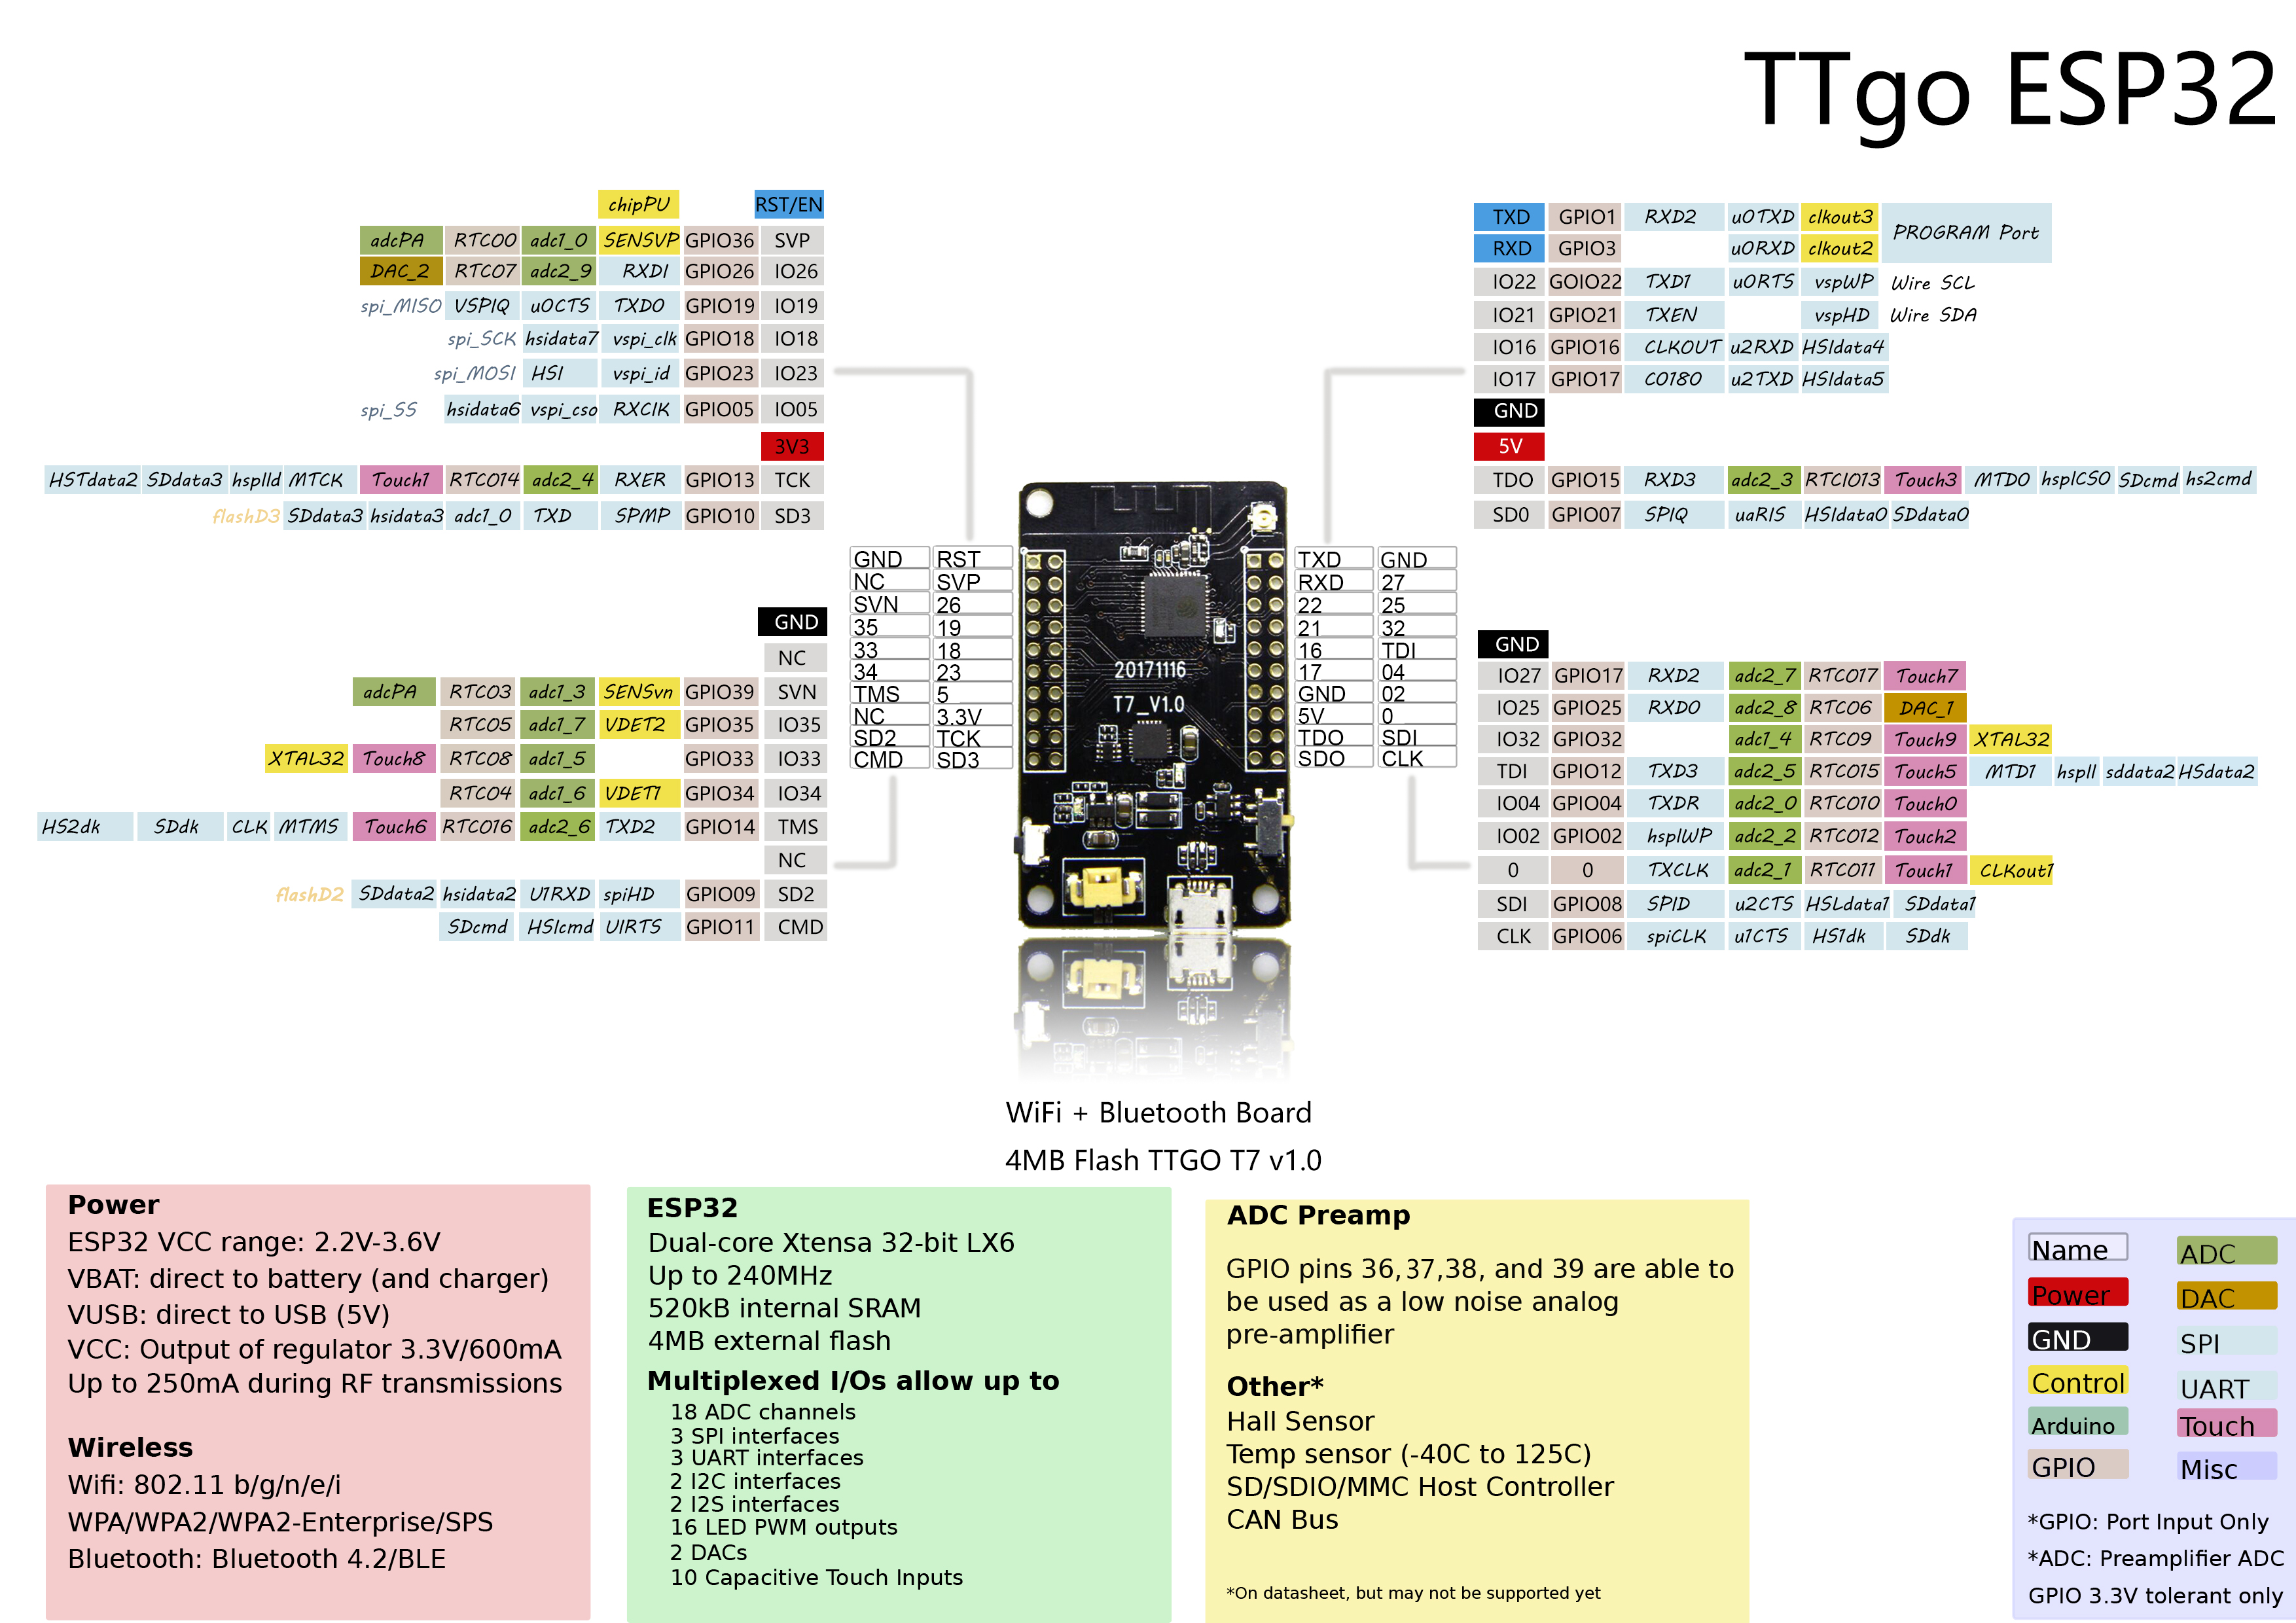 TTgo ESP32
chipPU RST/EN
adcPA RTCO0 adc1_0 SENSVP GPIO36 SVP
DAC_2 RTCO7 adc2_9 RXDI GPIO26 IO26
spi_MISO VSPIQ u0CTS TXD0 GPIO19 IO19
spi_SCK hsidata7 vspi_clk GPIO18 IO18
spi_MOSI HSI vspi_id GPIO23 IO23
spi_SS hsidata6 vspi_cso RXCIK GPIO05 IO05
3V3
HSTdata2 SDdata3 hsplld MTCK Touch1 RTCO14 adc2_4 RXER GPIO13 TCK
flashD3 SDdata3 hsidata3 adc1_0 TXD SPMP GPIO10 SD3
TXD GPIO1 RXD2 u0TXD clkout3 PROGRAM Port
RXD GPIO3 u0RXD clkout2
IO22 GOIO22 TXD1 u0RTS vspWP Wire SCL
IO21 GPIO21 TXEN vspHD Wire SDA
IO16 GPIO16 CLKOUT u2RXD HSIdata4
IO17 GPIO17 CO180 u2TXD HSIdata5
GND
5V
TDO GPIO15 RXD3 adc2_3 RTCIO13 Touch3 MTDO hsplCSO SDcmd hs2cmd
SD0 GPIO07 SPIQ uaRIS HSIdata0 SDdata0
GND RST
NC SVP
SVN 26
35 19
33 18
34 23
TMS 5
NC 3.3V
SD2 TCK
CMD SD3
20171116
T7_V1.0
TXD GND
RXD 27
22 25
21 32
16 TDI
17 04
GND 02
5V 0
TDO SDI
SDO CLK
GND
NC
adcPA RTCO3 adc1_3 SENSvn GPIO39 SVN
RTCO5 adc1_7 VDET2 GPIO35 IO35
XTAL32 Touch8 RTCO8 adc1_5 GPIO33 IO33
RTCO4 adc1_6 VDET1 GPIO34 IO34
HS2dk SDdk CLK MTMS Touch6 RTCO16 adc2_6 TXD2 GPIO14 TMS
NC
flashD2 SDdata2 hsidata2 U1RXD spiHD GPIO09 SD2
SDcmd HSIcmd UIRTS GPIO11 CMD
GND
IO27 GPIO17 RXD2 adc2_7 RTCO17 Touch7
IO25 GPIO25 RXD0 adc2_8 RTCO6 DAC_1
IO32 GPIO32 adc1_4 RTCO9 Touch9 XTAL32
TDI GPIO12 TXD3 adc2_5 RTCO15 Touch5 MTD1 hspll sddata2 HSdata2
IO04 GPIO04 TXDR adc2_0 RTCO10 Touch0
IO02 GPIO02 hsplWP adc2_2 RTCO12 Touch2
0 0 TXCLK adc2_1 RTCO11 Touch1 CLKout1
SDI GPIO08 SPID u2CTS HSLdata1 SDdata1
CLK GPIO06 spiCLK u1CTS HS1dk SDdk
WiFi + Bluetooth Board
4MB Flash TTGO T7 v1.0
Power
ESP32 VCC range: 2.2V-3.6V
VBAT: direct to battery (and charger)
VUSB: direct to USB (5V)
VCC: Output of regulator 3.3V/600mA
Up to 250mA during RF transmissions
Wireless
Wifi: 802.11 b/g/n/e/i
WPA/WPA2/WPA2-Enterprise/SPS
Bluetooth: Bluetooth 4.2/BLE
ESP32
Dual-core Xtensa 32-bit LX6
Up to 240MHz
520kB internal SRAM
4MB external flash
Multiplexed I/Os allow up to
18 ADC channels
3 SPI interfaces
3 UART interfaces
2 I2C interfaces
2 I2S interfaces
16 LED PWM outputs
2 DACs
10 Capacitive Touch Inputs
ADC Preamp
GPIO pins 36,37,38, and 39 are able to
be used as a low noise analog
pre-amplifier
Other*
Hall Sensor
Temp sensor (-40C to 125C)
SD/SDIO/MMC Host Controller
CAN Bus
*On datasheet, but may not be supported yet
Name ADC
Power DAC
GND SPI
Control UART
Arduino Touch
GPIO Misc
*GPIO: Port Input Only
*ADC: Preamplifier ADC
GPIO 3.3V tolerant only